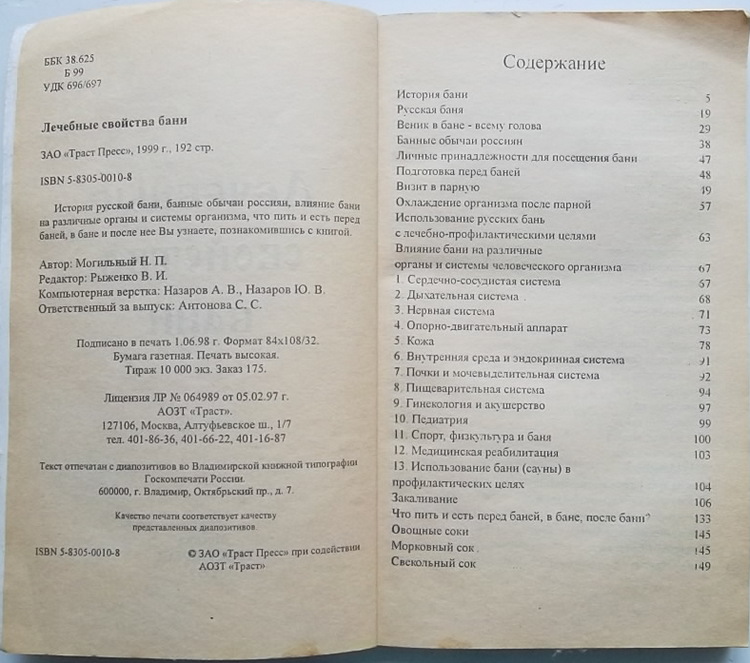 ББК 38.625
Б 99
УДК 696/697
Лечебные свойства бани
ЗАО «Траст Пресс», 1999 г., 192 стр.
ISBN 5-8305-0010-8
История русской бани, банные обычаи россиян, влияние бани
на различные органы и системы организма, что пить и есть перед
баней, в бане и после нее Вы узнаете, познакомившись с книгой.
Автор: Могильный Н. П.
Редактор: Рыженко В. И.
Компьютерная верстка: Назаров А. В., Назаров Ю. В.
Ответственный за выпуск: Антонова С. С.
Подписано в печать 1.06.98 г. Формат 84х108/32.
Бумага газетная. Печать высокая.
Тираж 10 000 экз. Заказ 175.
Лицензия ЛР № 064989 от 05.02.97 г.
АОЗТ «Траст».
127106, Москва, Алтуфьевское ш., 1/7
тел. 401-86-36, 401-66-22, 401-16-87
Текст отпечатан с диапозитивов во Владимирской книжной типографии
Госкомпечати России.
600000, г. Владимир, Октябрьский пр., д. 7.
Качество печати соответствует качеству
представленных диапозитивов.
ISBN 5-8305-0010-8 © ЗАО «Траст Пресс» при содействии
АОЗТ «Траст»
Содержание
История бани 5
Русская баня 19
Веник в бане - всему голова 29
Банные обычаи россиян 38
Личные принадлежности для посещения бани 47
Подготовка перед баней 48
Визит в парную 49
Охлаждение организма после парной 57
Использование русских бань
с лечебно-профилактическими целями 63
Влияние бани на различные
органы и системы человеческого организма 67
1. Сердечно-сосудистая система 67
2. Дыхательная система 68
3. Нервная система 71
4. Опорно-двигательный аппарат 73
5. Кожа 78
6. Внутренняя среда и эндокринная система 91
7. Почки и мочевыделительная система 92
8. Пищеварительная система 94
9. Гинекология и акушерство 97
10. Педиатрия 99
11. Спорт, физкультура и баня 100
12. Медицинская реабилитация 103
13. Использование бани (сауны) в
профилактических целях 104
Закаливание 106
Что пить и есть перед баней, в бане, после бани? 133
Овощные соки 145
Морковный сок 145
Свекольный сок 149